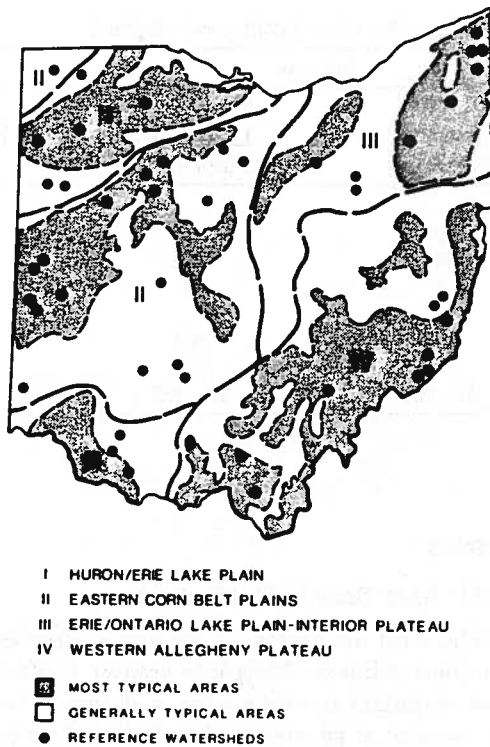 II
III
II
I HURON/ERIE LAKE PLAIN
II EASTERN CORN BELT PLAINS
III ERIE/ONTARIO LAKE PLAIN-INTERIOR PLATEAU
IV WESTERN ALLEGHENY PLATEAU
MOST TYPICAL AREAS
GENERALLY TYPICAL AREAS
REFERENCE WATERSHEDS